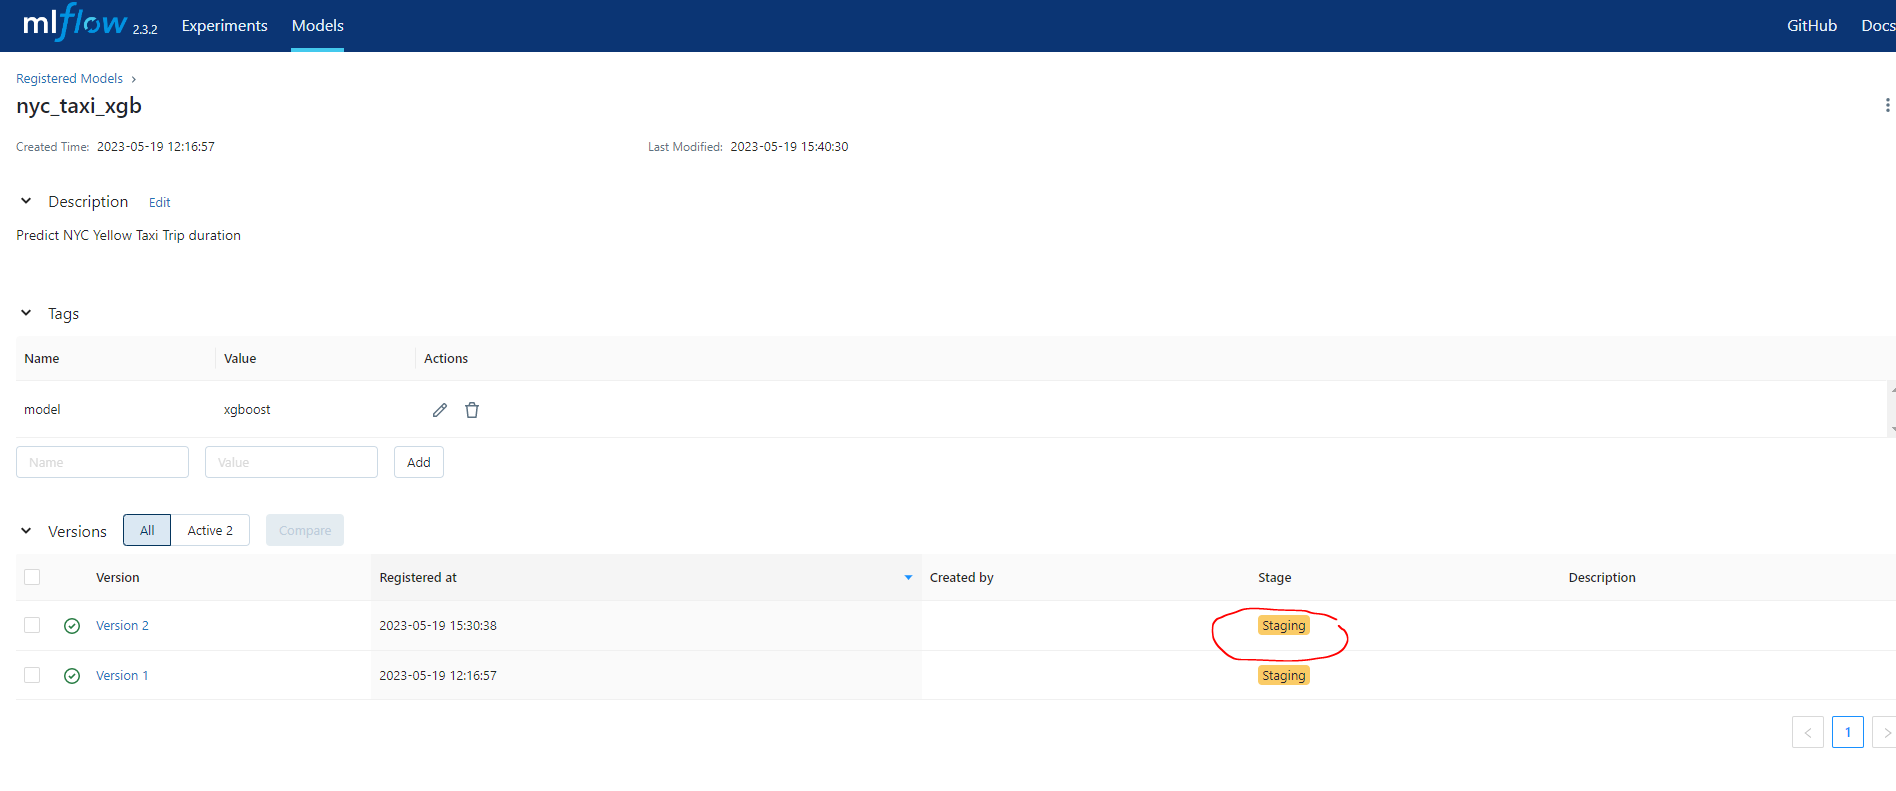 mlflow 2.3.2 Experiments Models GitHub Docs
Registered Models ›
nyc_taxi_xgb
Created Time: 2023-05-19 12:16:57 Last Modified: 2023-05-19 15:40:30
Description Edit
Predict NYC Yellow Taxi Trip duration
Tags
Name Value Actions
model xgboost
Name Value Add
Versions All Active 2 Compare
Version Registered at Created by Stage Description
Version 2 2023-05-19 15:30:38 Staging
Version 1 2023-05-19 12:16:57 Staging
< 1 >